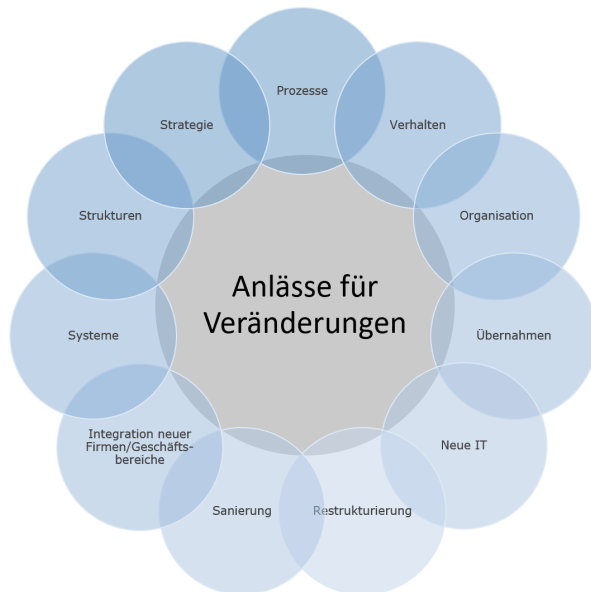 Prozesse
Verhalten
Organisation
Übernahmen
Neue IT
Restrukturierung
Sanierung
Integration neuer
Firmen/Geschäfts-
bereiche
Systeme
Strukturen
Strategie
Anlässe für
Veränderungen